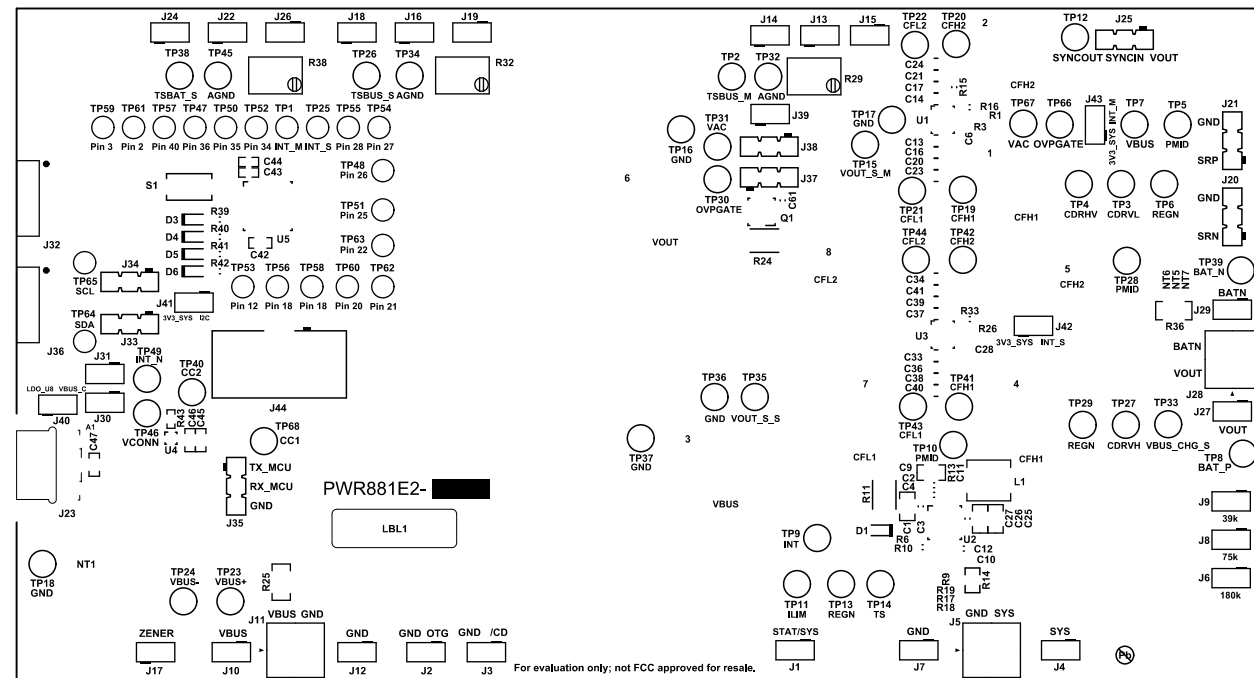 J24 J22 J26 J18 J16 J19 J14 J13 J15 TP22 CFL2 TP20 CFH2 2 TP12 J25
SYNCOUT SYNCIN VOUT
TP38 TP45 R38 TP26 TP34 R32 TP2 TP32 R29 C24 C21 C17 C14 R15
TSBAT_S AGND TSBUS_S AGND TSBUS_M AGND CFH2
TP59 TP61 TP57 TP47 TP50 TP52 TP1 TP25 TP55 TP54
Pin 3 Pin 2 Pin 40 Pin 36 Pin 35 Pin 34 INT_M INT_S Pin 28 Pin 27
J39 TP31 VAC TP16 GND J38 TP17 GND TP15 VOUT_S_M U1 R16 R1 R3 C6
TP67 VAC TP66 OVPGATE J43 3V3_SYS INT_M TP7 VBUS TP5 PMID J21 GND SRP
C44 C43 TP48 Pin 26 S1 6 J37 TP30 OVPGATE C61 Q1 C13 C16 C20 C23 1
TP4 CDRHV TP3 CDRVL TP6 REGN J20 GND SRN
D3 R39 D4 R40 D5 R41 D6 R42 U5 C42 TP51 Pin 25 TP63 Pin 22
TP21 CFL1 TP19 CFH1 CFH1 TP44 CFL2 TP42 CFH2
J32 VOUT R24 8 CFL2 5 CFH2 TP28 PMID NT6 NT5 NT7 TP39 BAT_N BATN
TP65 SCL J34 J41 3V3_SYS I2C TP53 TP56 TP58 TP60 TP62
Pin 12 Pin 18 Pin 18 Pin 20 Pin 21
C34 C41 C39 C37 R33 U3 R26 C28 J42 3V3_SYS INT_S J29 R36
TP64 SDA J33 J36 TP49 INT_N TP40 CC2 C33 C36 C38 C40 BATN VOUT J28
J31 LDO_U8 VBUS_C J40 J30 TP46 VCONN R43 C46 C45 U4 J44
TP36 GND TP35 VOUT_S_S 7 TP41 CFH1 4 J27 VOUT
A1 C47 TP68 CC1 TP37 GND 3 TP43 CFL1 TP29 REGN TP27 CDRVH TP33 VBUS_CHG_S TP8 BAT_P
J23 TX_MCU RX_MCU GND J35 CFL1 TP10 PMID C9 C2 C4 R13 C11 CFH1 L1
PWR881E2-
VBUS R11 C1 C3 C27 C26 C25 J9 39k
LBL1 TP9 INT D1 R6 R10 U2 C12 C10 J8 75k
TP18 GND NT1 TP24 VBUS- TP23 VBUS+ R25 TP11 ILIM TP13 REGN TP14 TS R9 R19 R17 R18 R14 J6 180k
J11 VBUS GND J5 GND SYS
ZENER VBUS GND GND OTG GND /CD STAT/SYS GND SYS Pb
J17 J10 J12 J2 J3 For evaluation only; not FCC approved for resale. J1 J7 J4